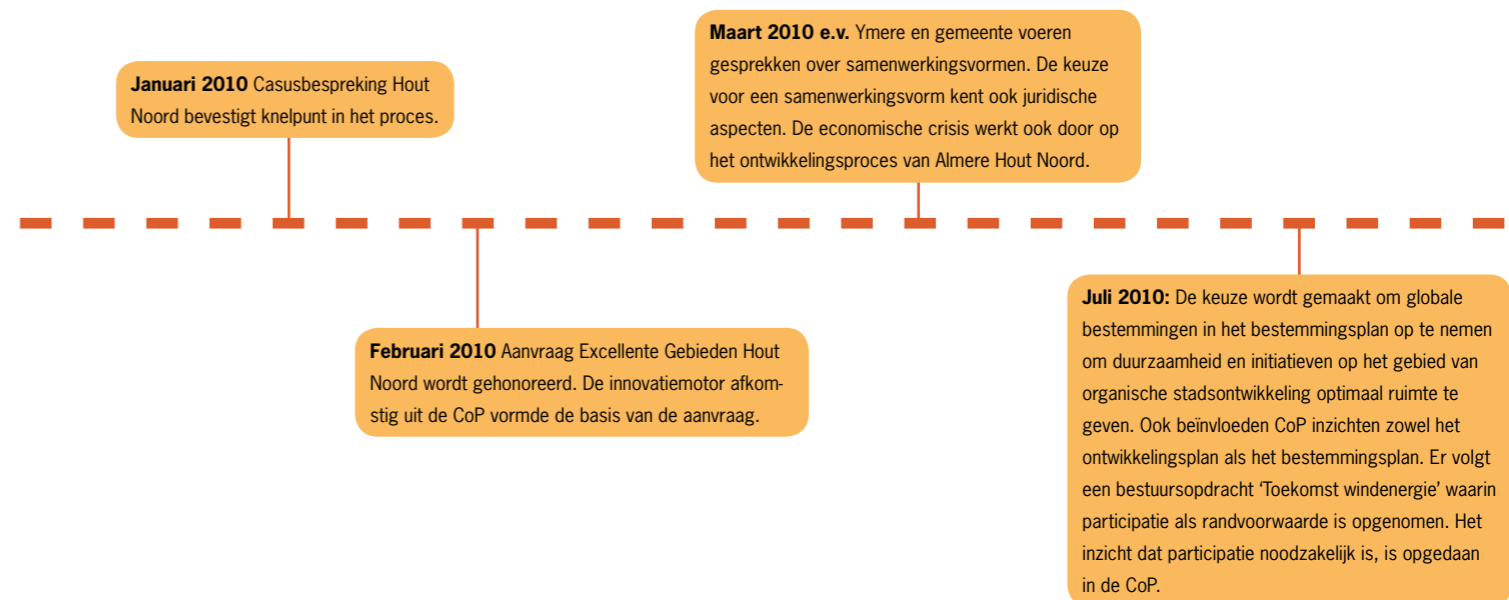 Januari 2010 Casusbespreking Hout
Noord bevestigt knelpunt in het proces.
Februari 2010 Aanvraag Excellente Gebieden Hout
Noord wordt gehonoreerd. De innovatiemotor afkom-
stig uit de CoP vormde de basis van de aanvraag.
Maart 2010 e.v. Ymere en gemeente voeren
gesprekken over samenwerkingsvormen. De keuze
voor een samenwerkingsvorm kent ook juridische
aspecten. De economische crisis werkt ook door op
het ontwikkelingsproces van Almere Hout Noord.
Juli 2010: De keuze wordt gemaakt om globale
bestemmingen in het bestemmingsplan op te nemen
om duurzaamheid en initiatieven op het gebied van
organische stadsontwikkeling optimaal ruimte te
geven. Ook beïnvloeden CoP inzichten zowel het
ontwikkelingsplan als het bestemmingsplan. Er volgt
een bestuursopdracht ‘Toekomst windenergie’ waarin
participatie als randvoorwaarde is opgenomen. Het
inzicht dat participatie noodzakelijk is, is opgedaan
in de CoP.